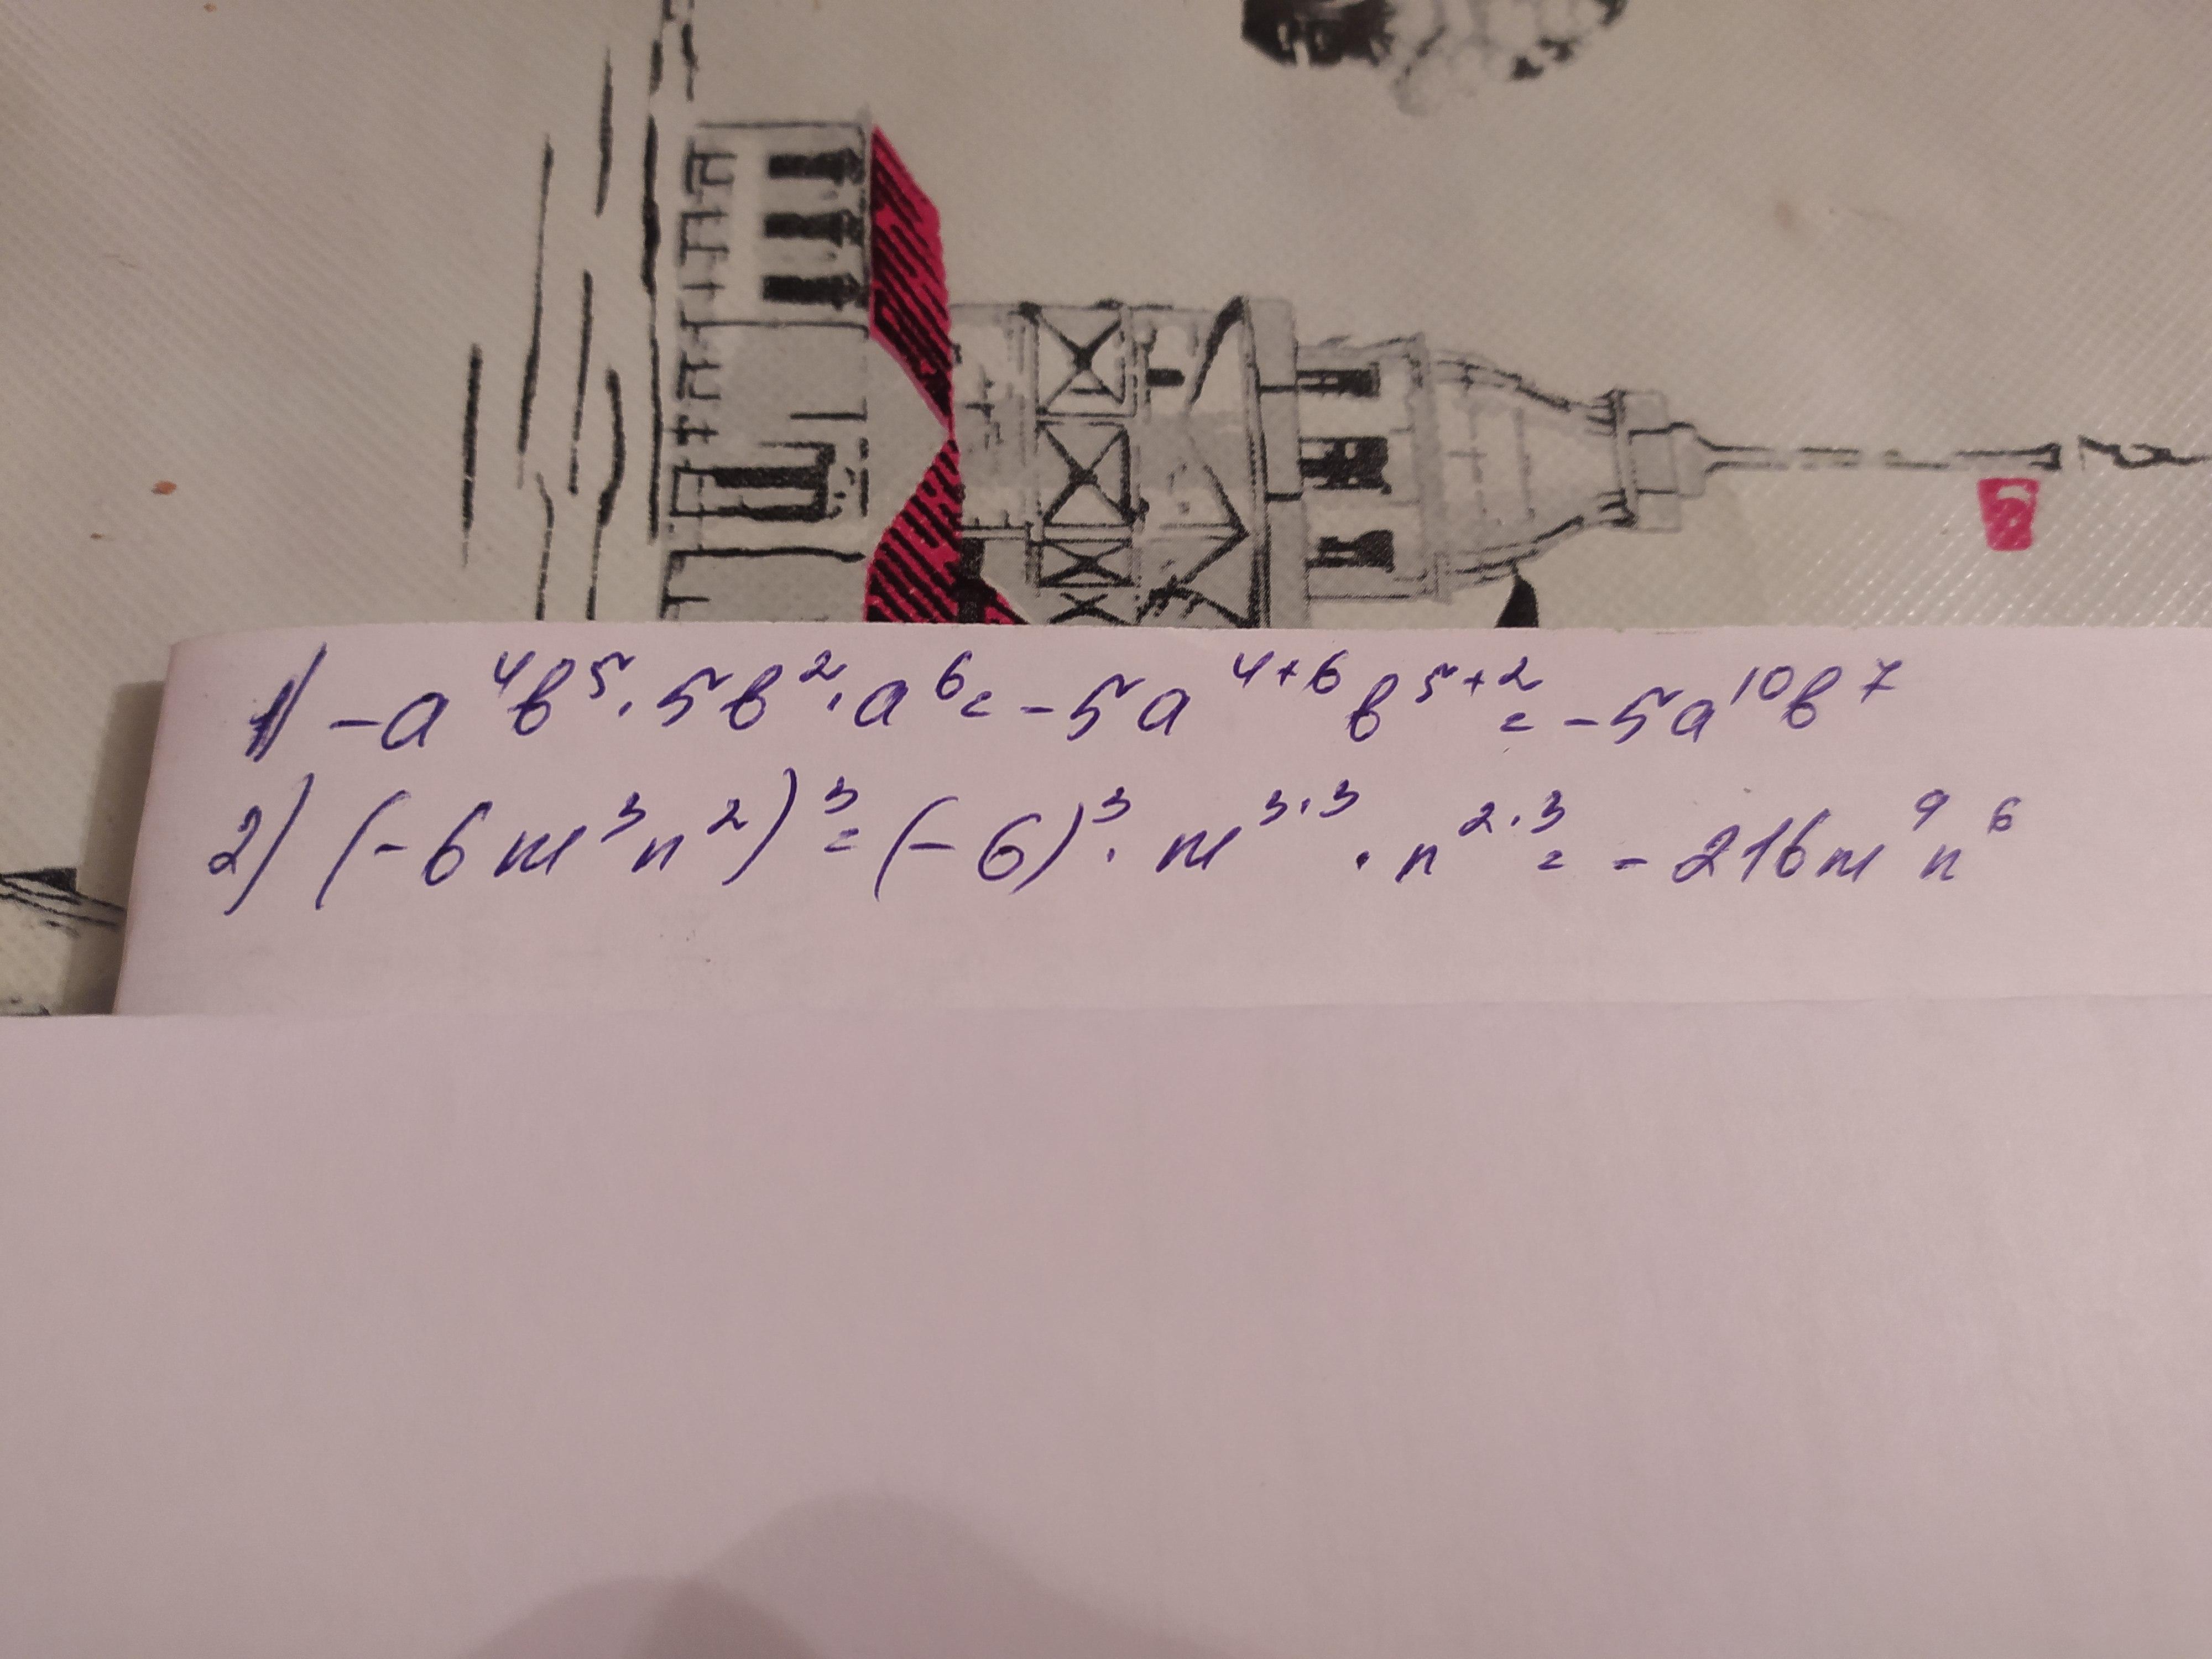 1) -a⁴b⁵·5b²·a⁶=-5a⁴⁺⁶b⁵⁺²=-5a¹⁰b⁷
2) (-6m³n²)³=(-6)³·m³·³·n²·³=-216m⁹n⁶